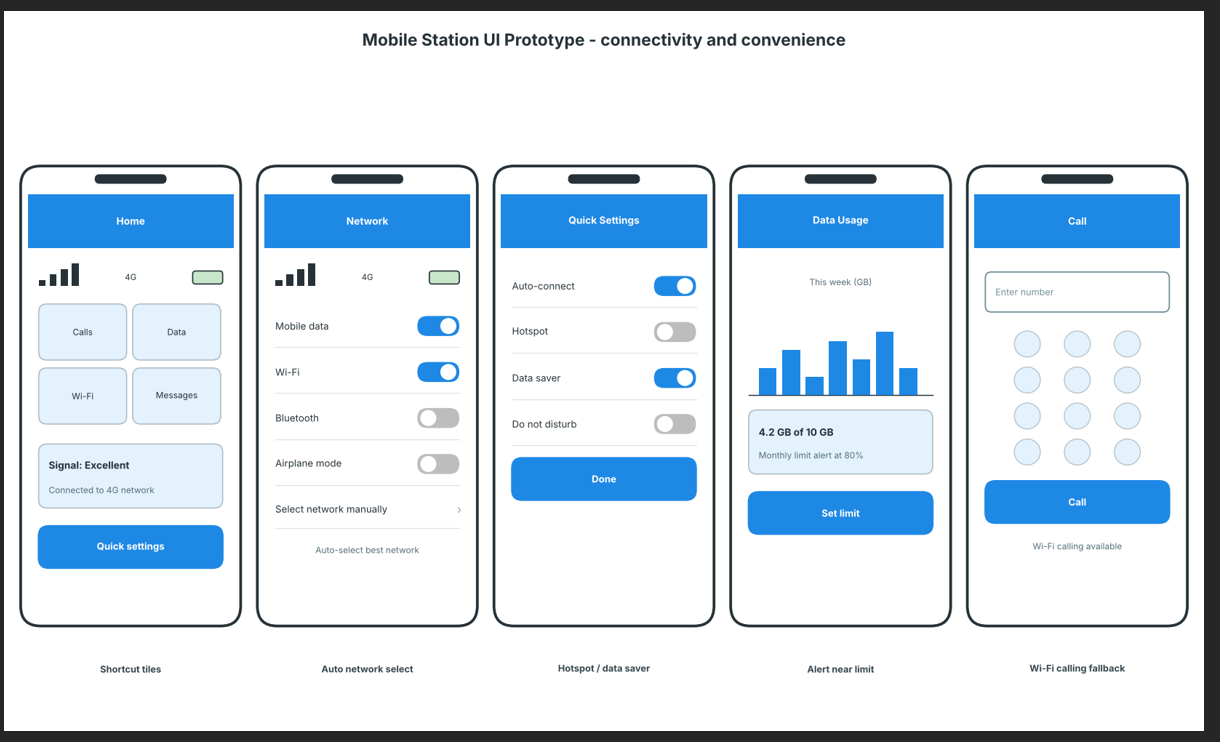 Mobile Station UI Prototype - connectivity and convenience
Home
4G
Calls
Data
Wi-Fi
Messages
Signal: Excellent
Connected to 4G network
Quick settings
Shortcut tiles
Network
4G
Mobile data
Wi-Fi
Bluetooth
Airplane mode
Select network manually ›
Auto-select best network
Auto network select
Quick Settings
Auto-connect
Hotspot
Data saver
Do not disturb
Done
Hotspot / data saver
Data Usage
This week (GB)
4.2 GB of 10 GB
Monthly limit alert at 80%
Set limit
Alert near limit
Call
Enter number
Call
Wi-Fi calling available
Wi-Fi calling fallback